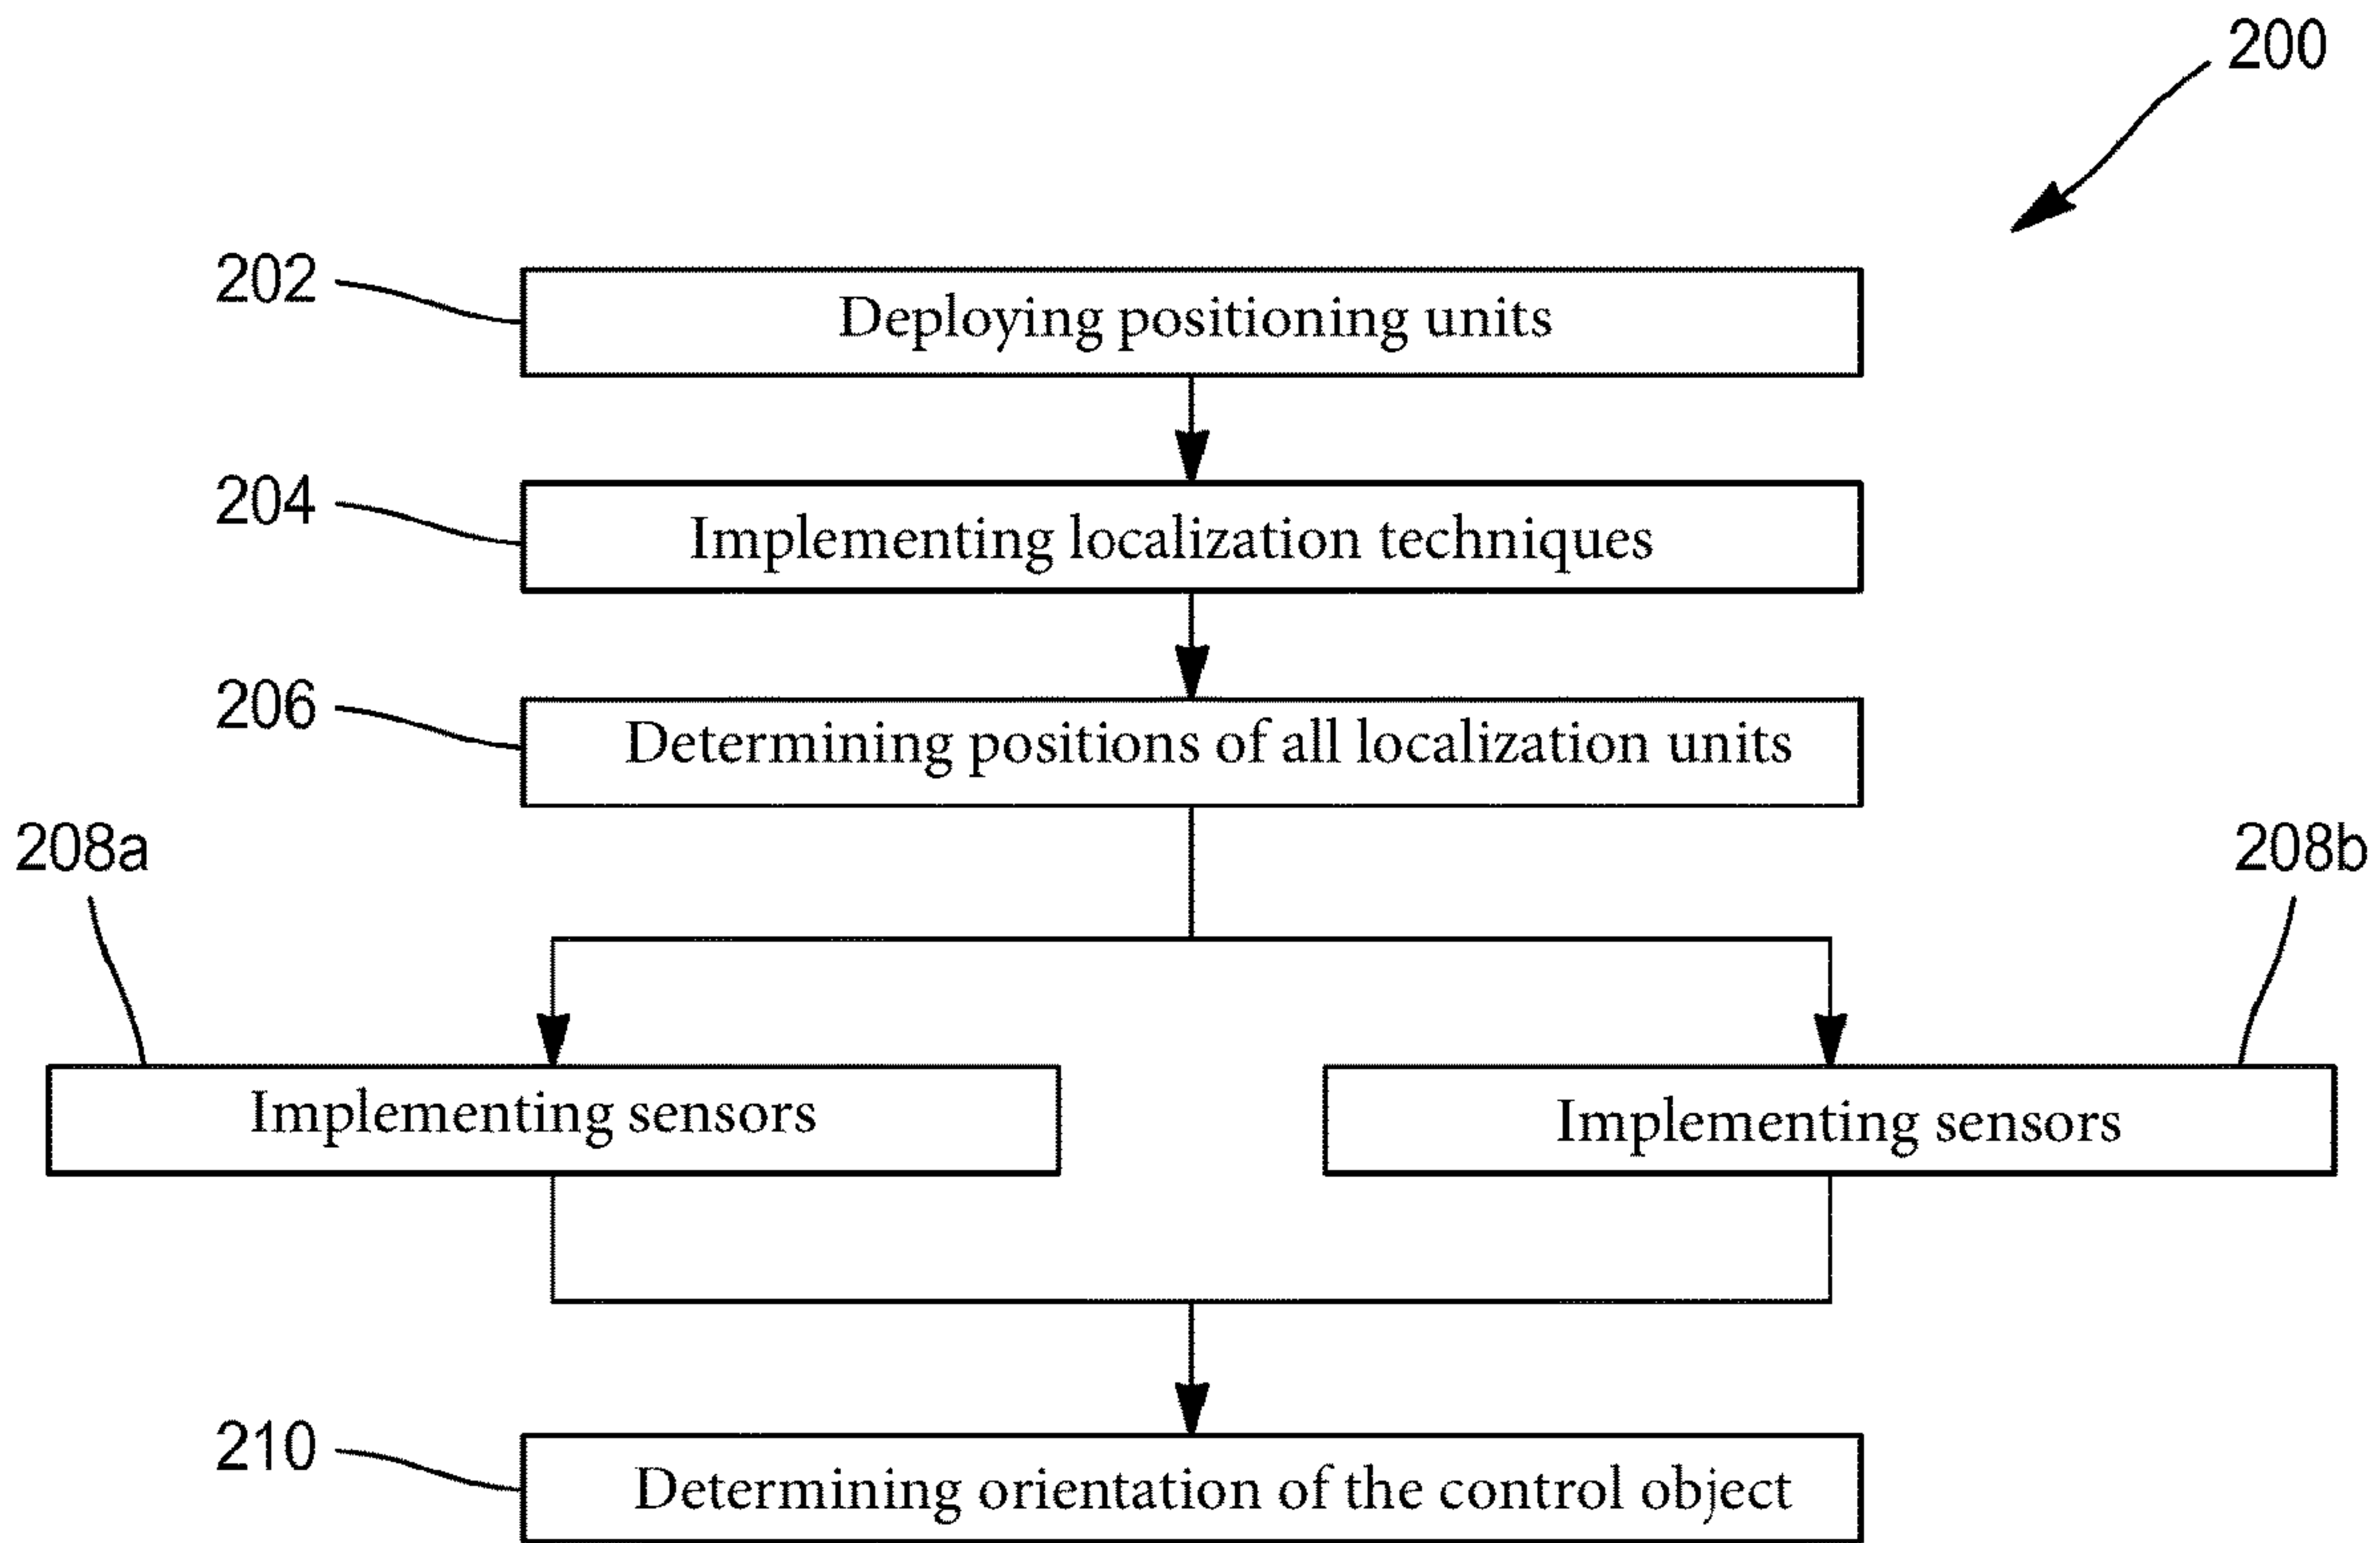 200
202
Deploying positioning units
204
Implementing localization techniques
206
Determining positions of all localization units
208a
208b
Implementing sensors
Implementing sensors
210
Determining orientation of the control object